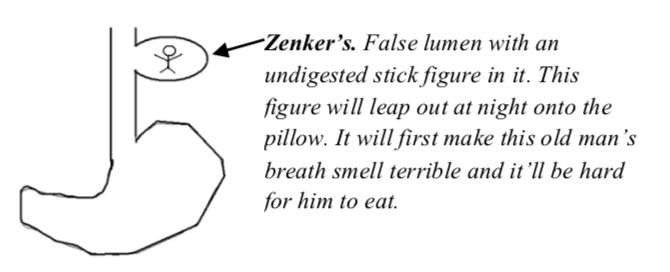 Zenker's. False lumen with an
undigested stick figure in it. This
figure will leap out at night onto the
pillow. It will first make this old man's
breath smell terrible and it'll be hard
for him to eat.